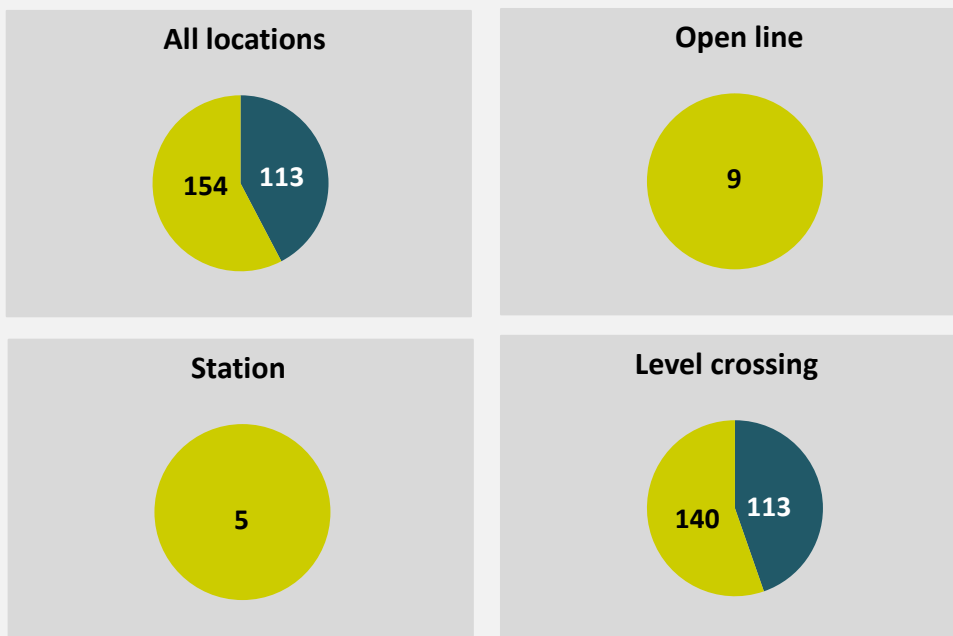 All locations
154
113
Open line
9
Station
5
Level crossing
140
113